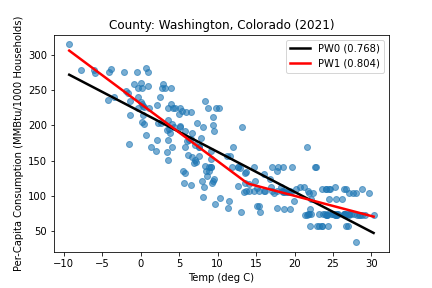 County: Washington, Colorado (2021)
PW0 (0.768)
PW1 (0.804)
Per-Capita Consumption (MMBtu/1000 Households)
300
250
200
150
100
50
−10 −5 0 5 10 15 20 25 30
Temp (deg C)